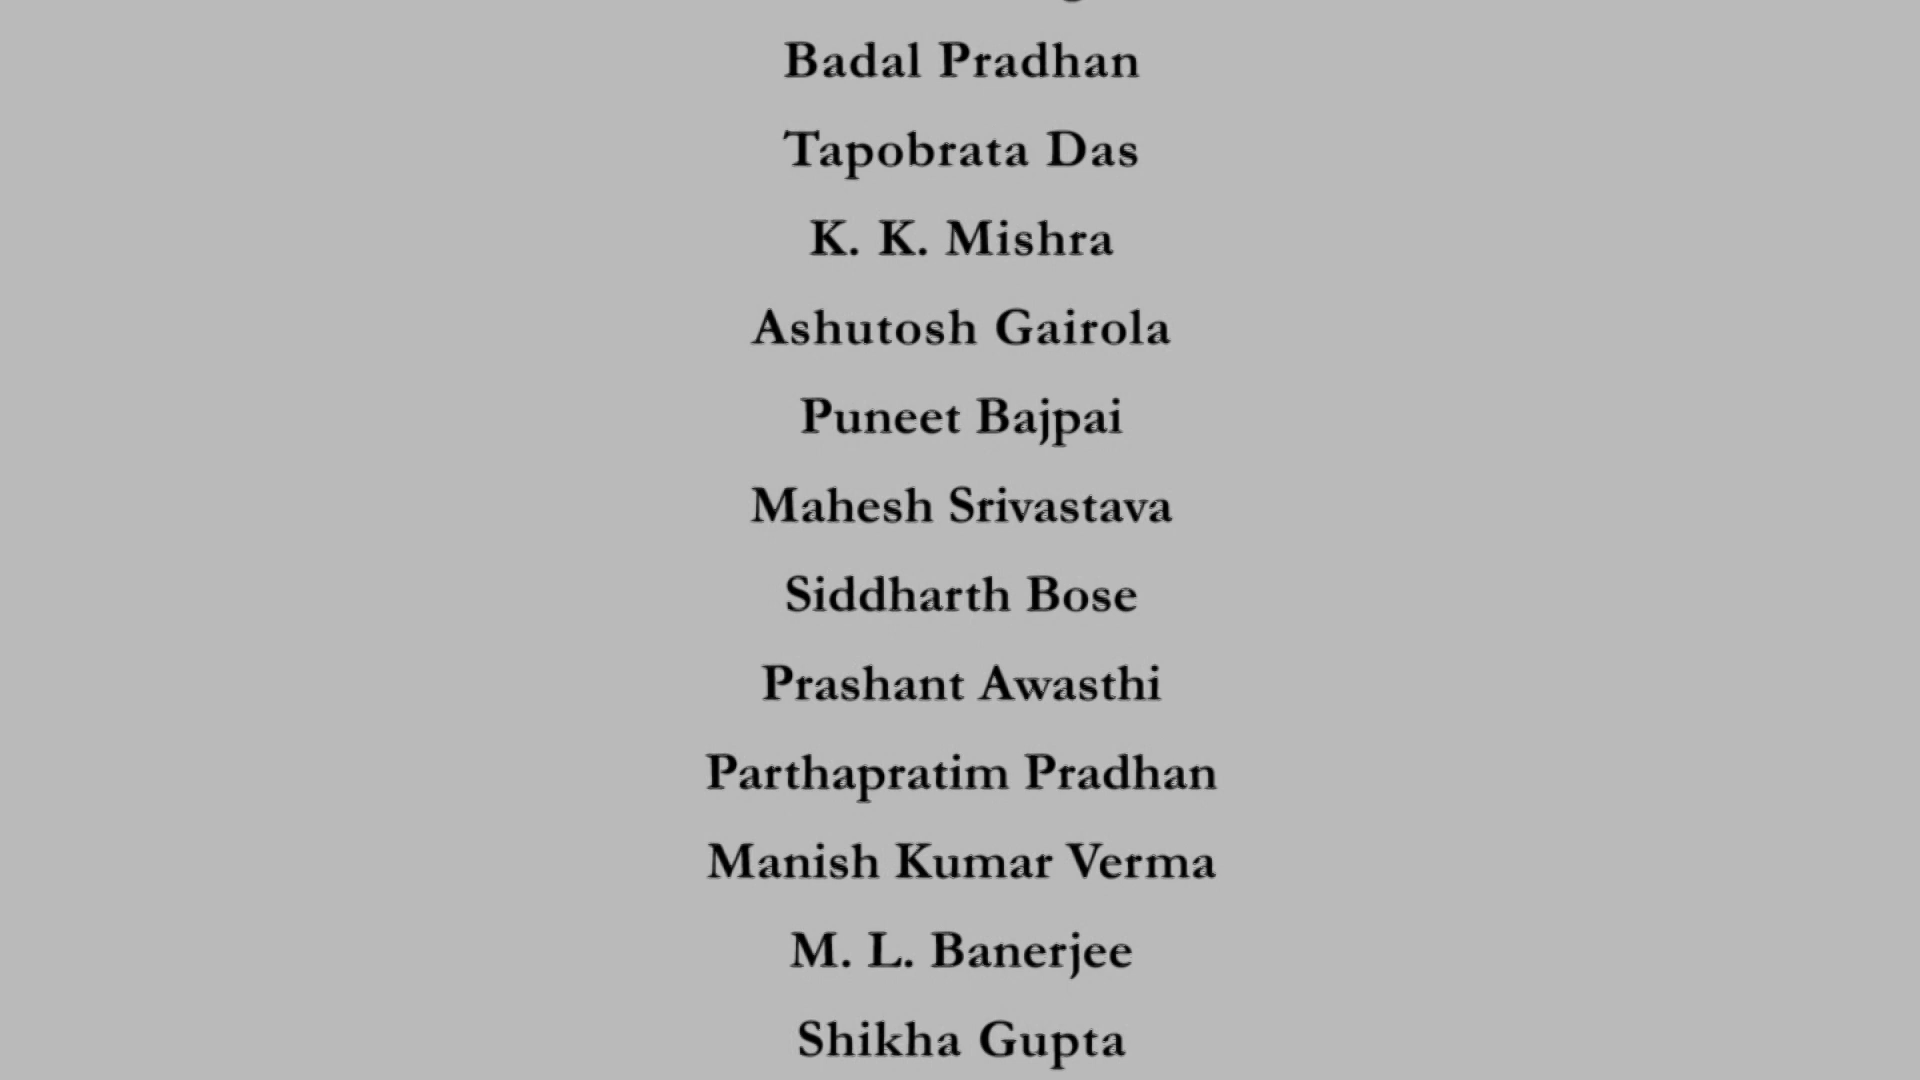 Badal Pradhan
Tapobrata Das
K. K. Mishra
Ashutosh Gairola
Puneet Bajpai
Mahesh Srivastava
Siddharth Bose
Prashant Awasthi
Parthapratim Pradhan
Manish Kumar Verma
M. L. Banerjee
Shikha Gupta